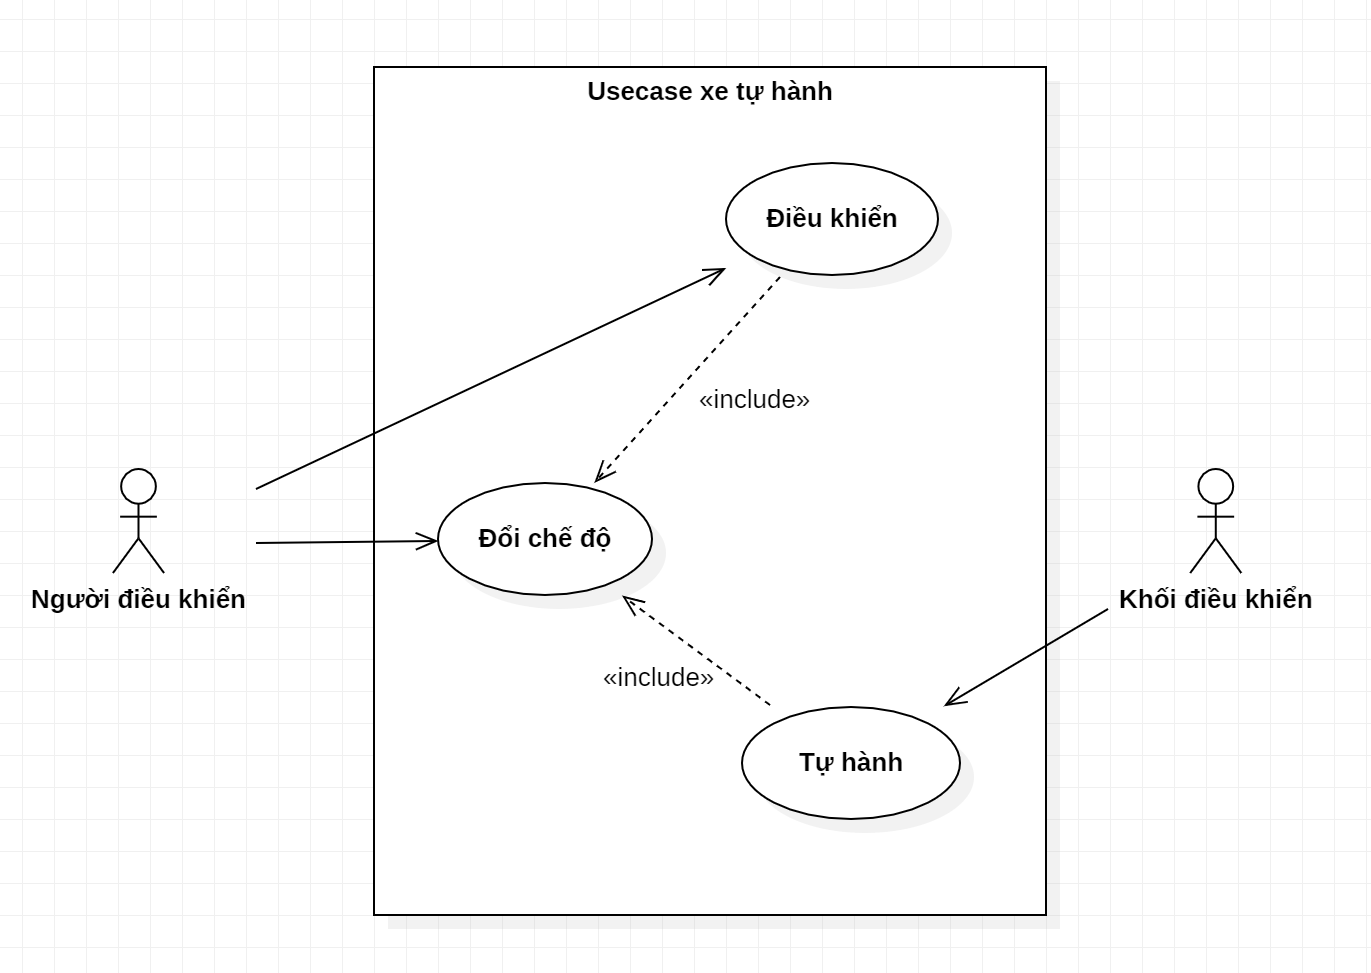 Usecase xe tự hành
Điều khiển
«include»
Đổi chế độ
Người điều khiển
Khối điều khiển
«include»
Tự hành